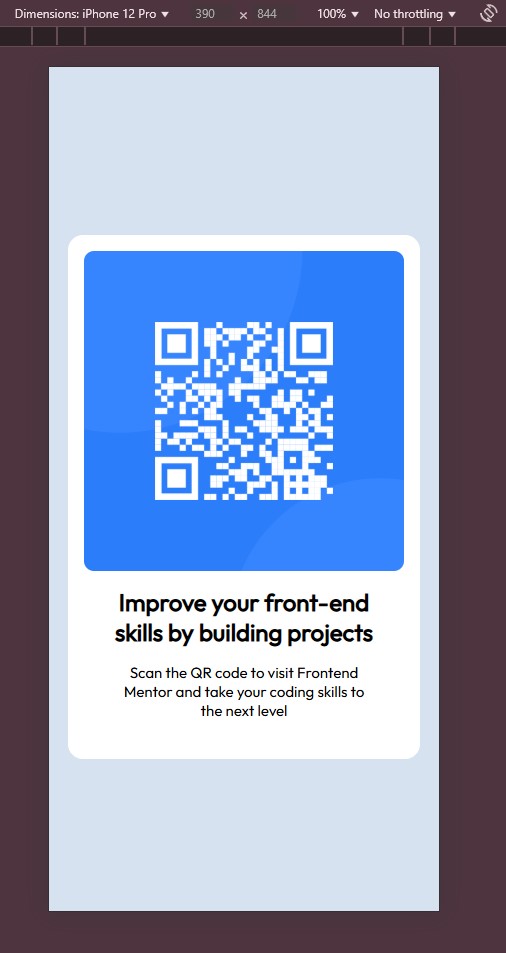 Dimensions: iPhone 12 Pro ▼ 390 × 844 100% ▼ No throttling ▼
Improve your front-end
skills by building projects
Scan the QR code to visit Frontend
Mentor and take your coding skills to
the next level